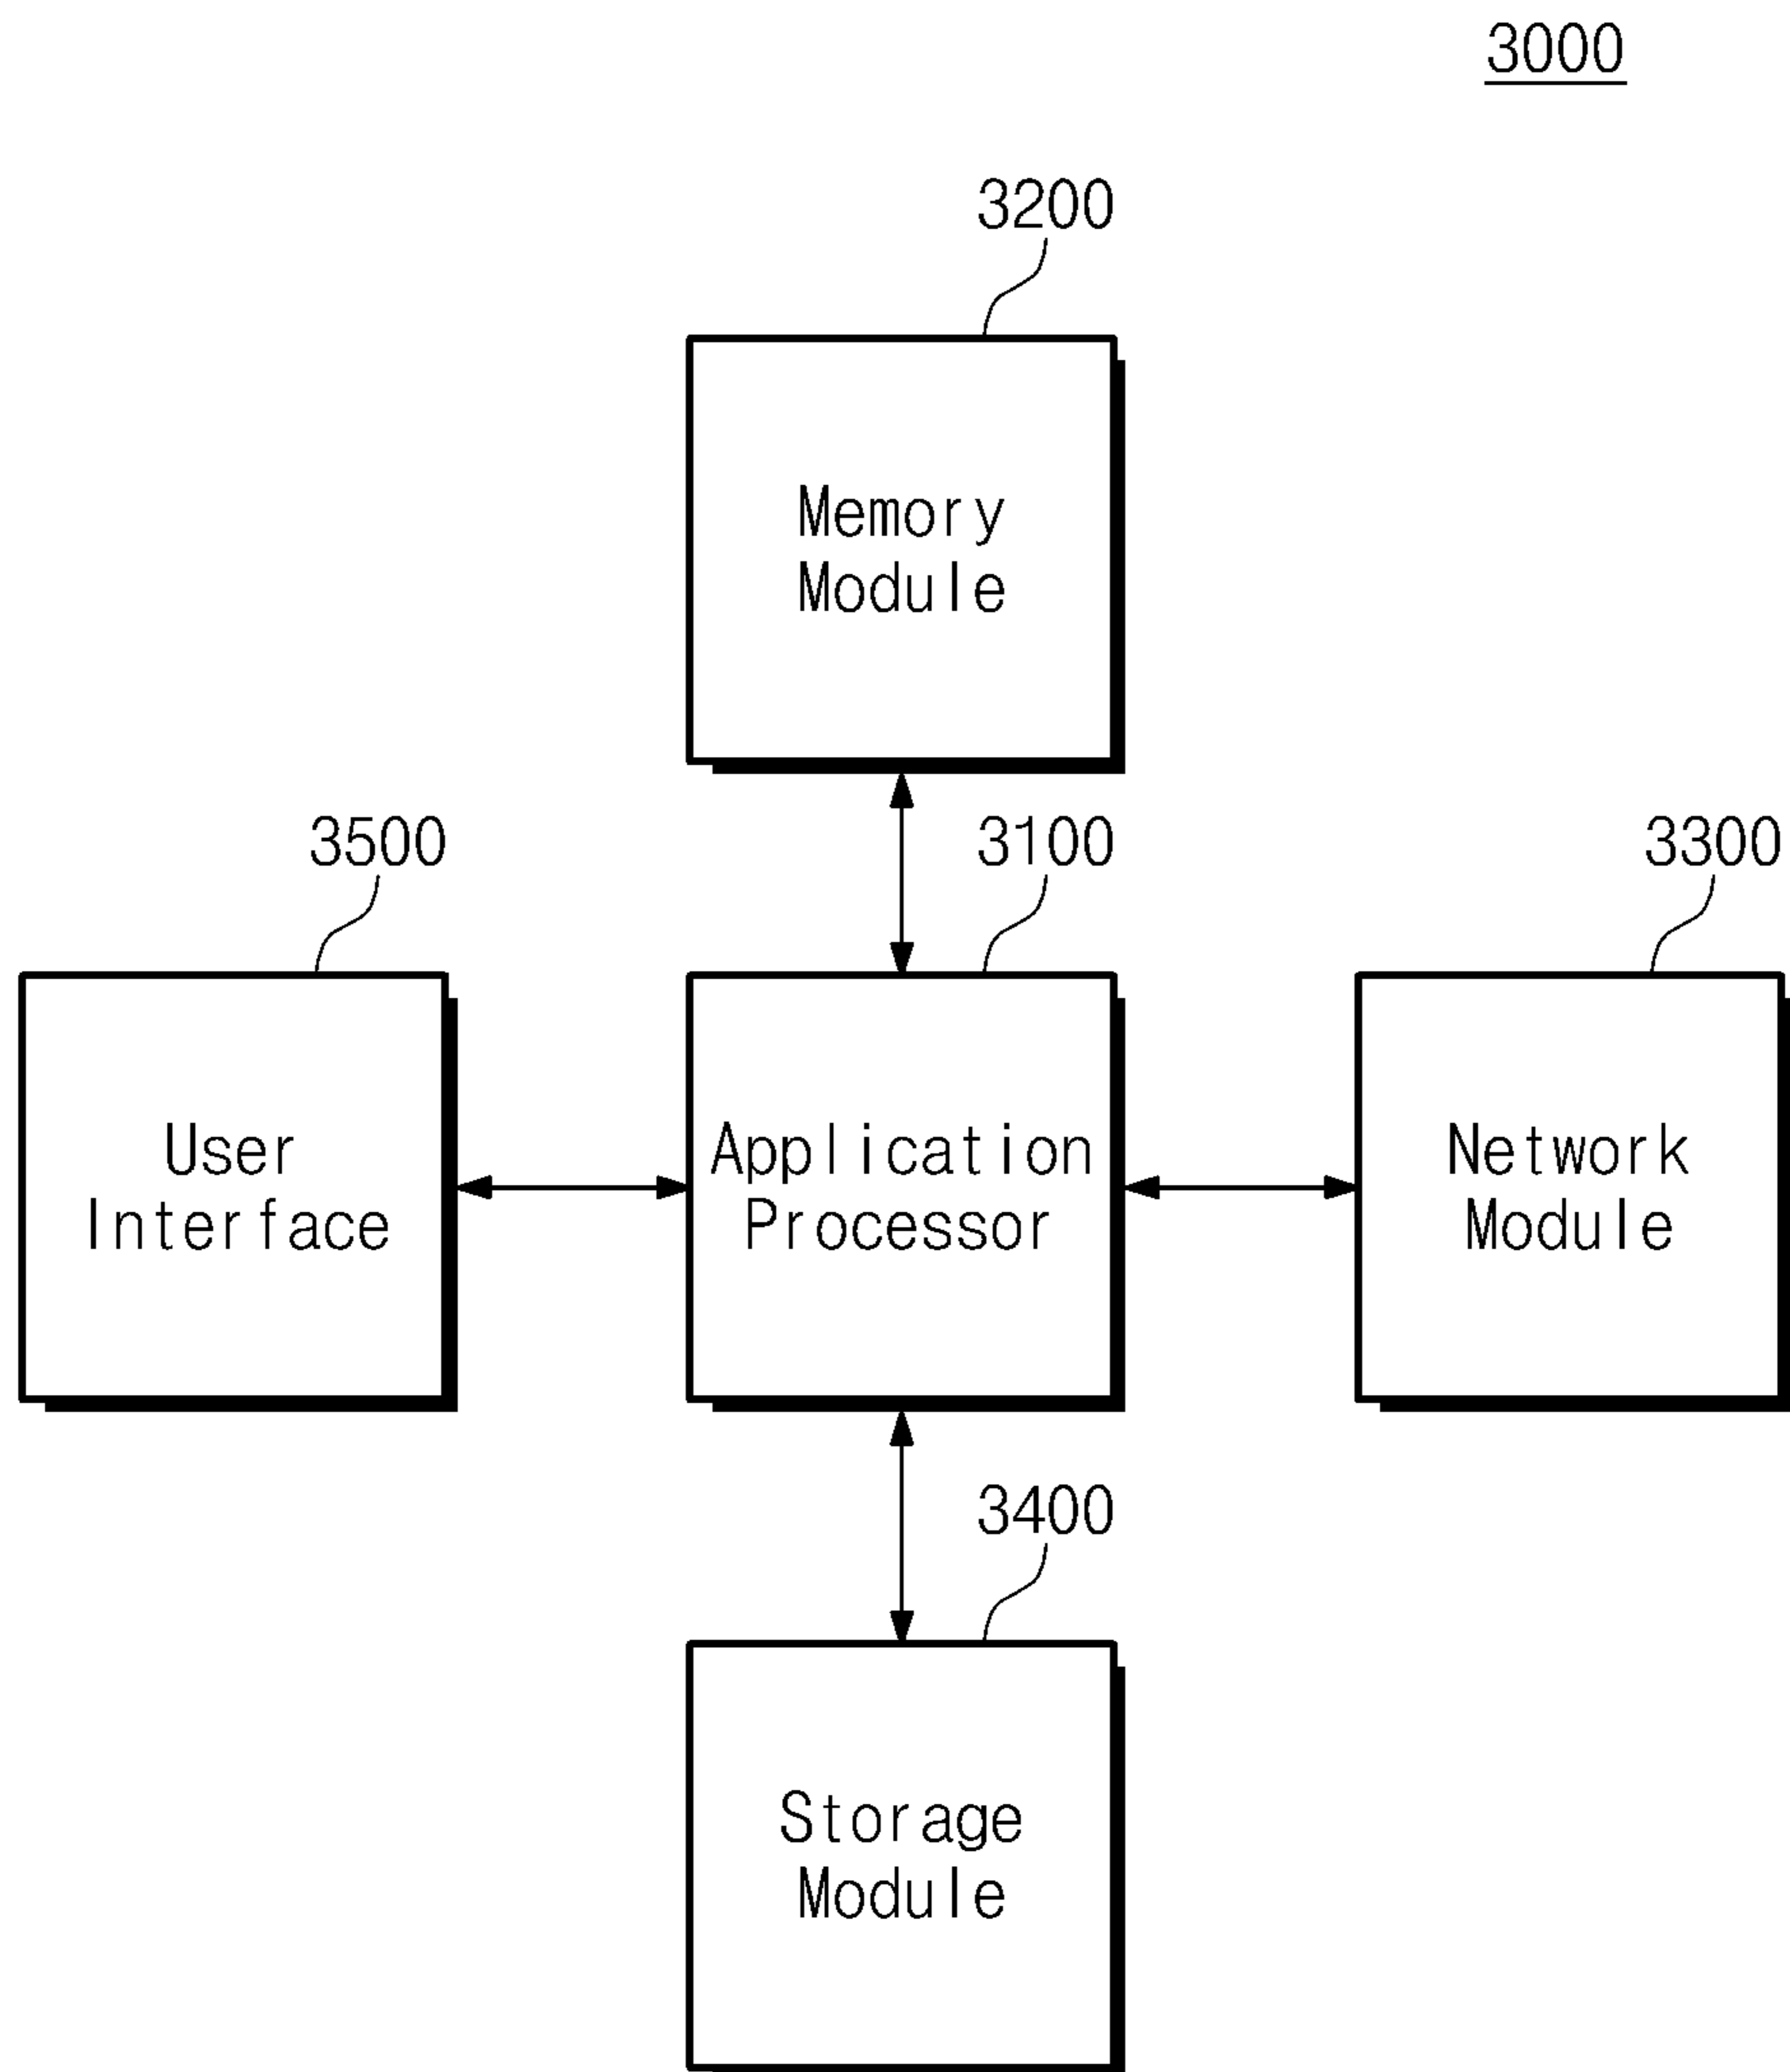 3000
3200
Memory
Module
3500
3100
3300
User
Interface
Application
Processor
Network
Module
3400
Storage
Module